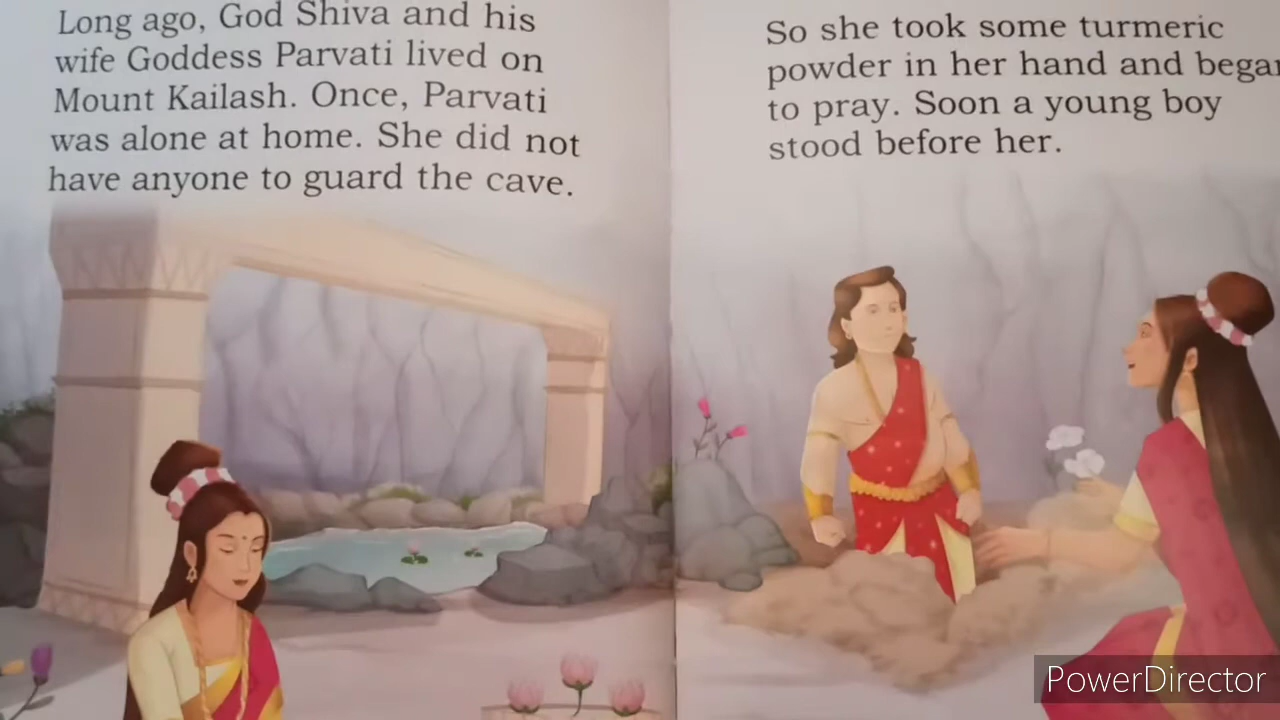 Long ago, God Shiva and his
wife Goddess Parvati lived on
Mount Kailash. Once, Parvati
was alone at home. She did not
have anyone to guard the cave.
So she took some turmeric
powder in her hand and began
to pray. Soon a young boy
stood before her.
PowerDirector